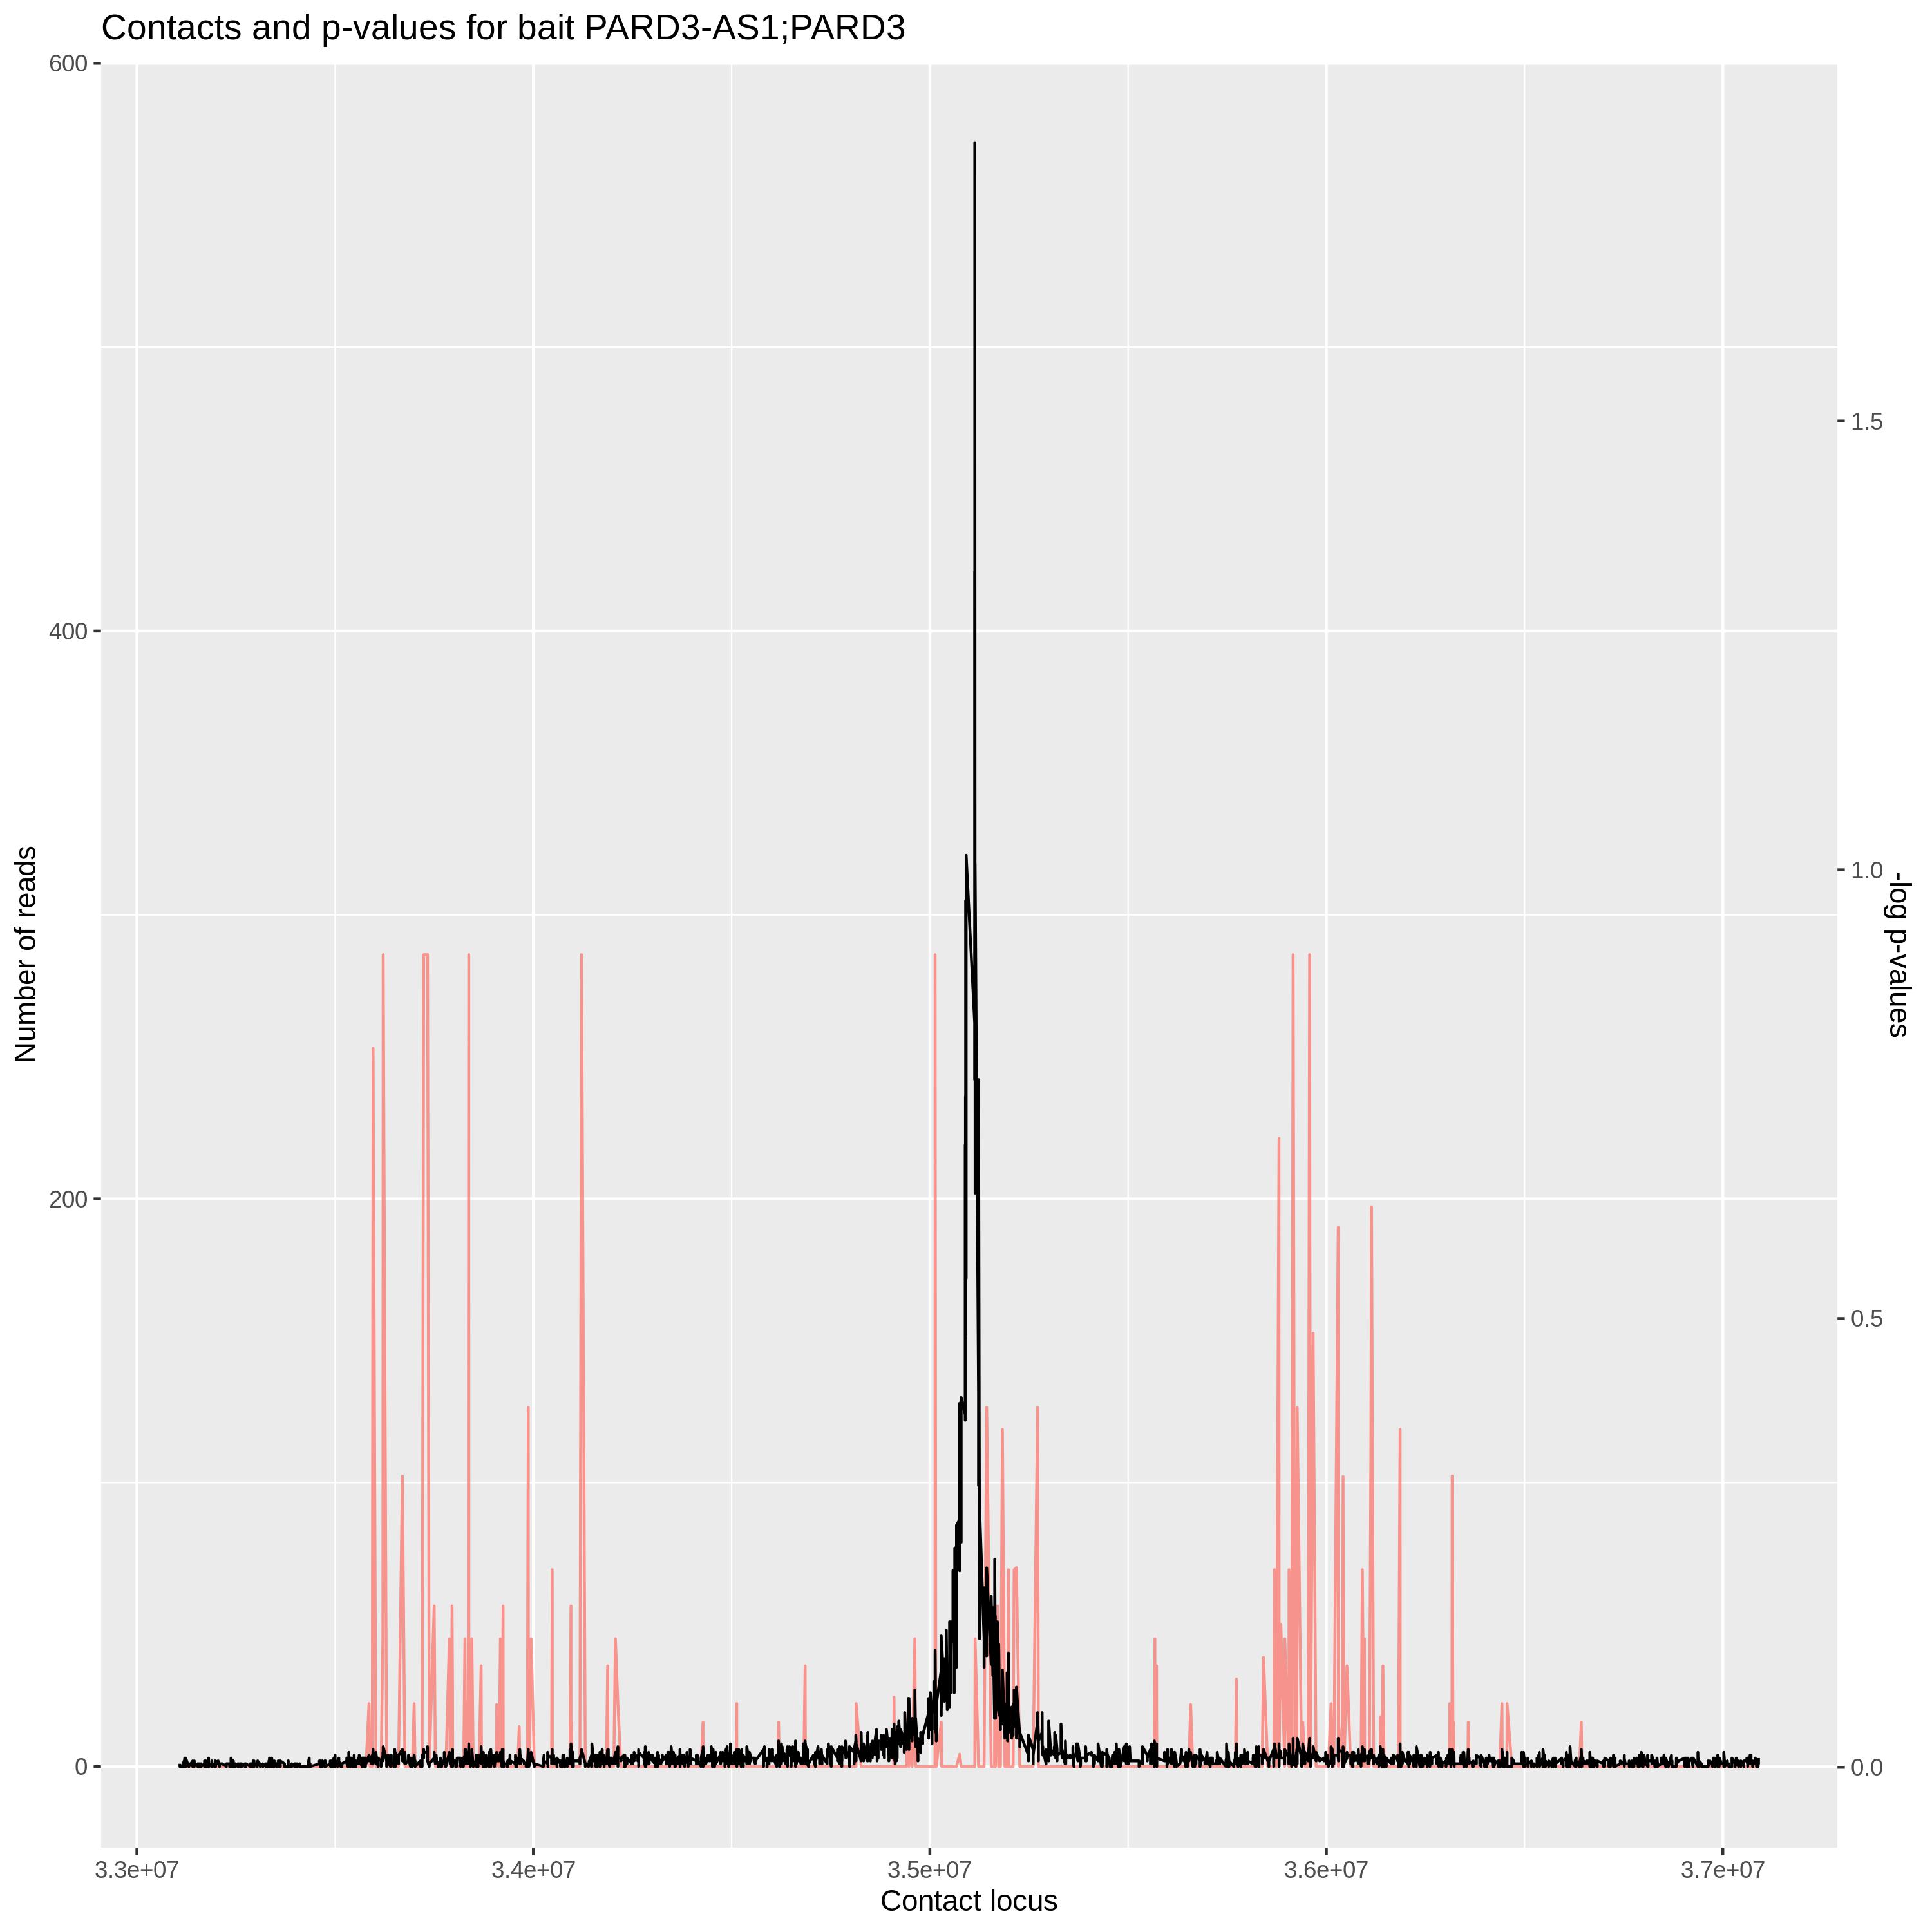 Contacts and p-values for bait PARD3-AS1;PARD3
600
400
200
0
Number of reads
1.5
1.0
0.5
0.0
-log p-values
3.3e+07
3.4e+07
3.5e+07
3.6e+07
3.7e+07
Contact locus